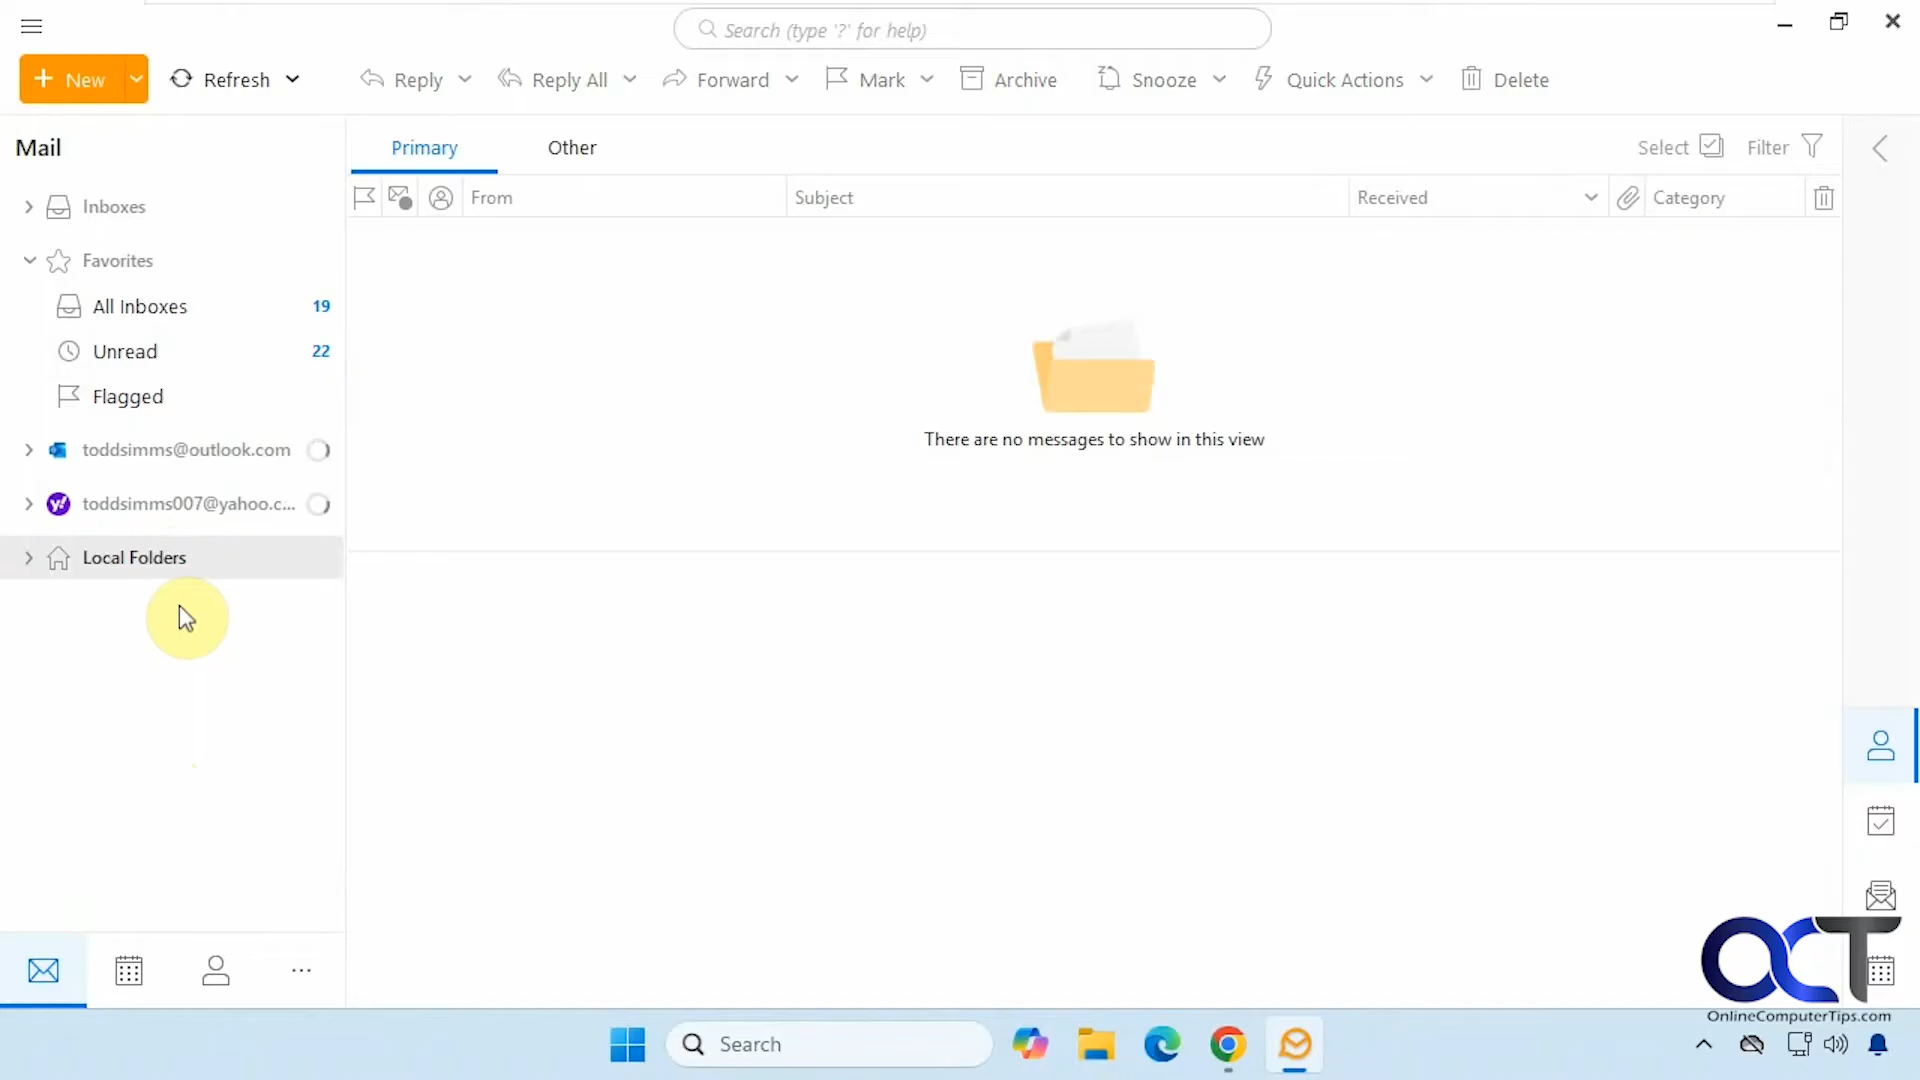 Search (type '?' for help)
New
Refresh
Reply
Reply All
Forward
Mark
Archive
Snooze
Quick Actions
Delete
Mail
Primary
Other
Select
Filter
Inboxes
From
Subject
Received
Category
Favorites
All Inboxes
19
Unread
22
Flagged
toddsimms@outlook.com
toddsimms007@yahoo.c...
Local Folders
There are no messages to show in this view
OCT
OnlineComputerTips.com
Search